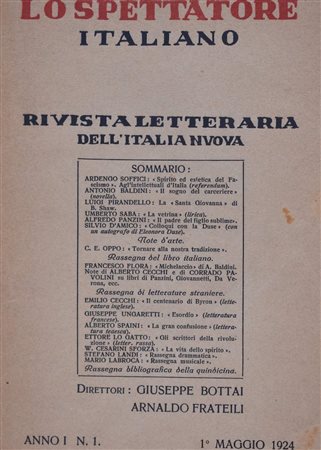 LO SPETTATORE
ITALIANO
RIVISTA LETTERARIA
DELL'ITALIA NUOVA
SOMMARIO:
ARDENGO SOFFICI: « Spirito ed estetica del Fa-
scismo ». Agl'intellettuali d'Italia (referendum).
ANTONIO BALDINI: « Il sogno del carceriere »
(novella).
LUIGI PIRANDELLO: La « Santa Giovanna » di
B. Shaw.
UMBERTO SABA: « La vetrina » (lirica).
ALFREDO PANZINI: « Il padre del figlio sublime ».
SILVIO D'AMICO: « Colloqui con la Duse » (con
un autografo di Eleonora Duse).
Note d'arte.
C. E. OPPO: « Tornare alla nostra tradizione ».
Rassegna del libro italiano.
FRANCESCO FLORA: « Michelaccio » di A. Baldini.
Note di ALBERTO CECCHI e di CORRADO PA-
VOLINI su libri di Panzini, Giovannetti, Da
Verona, ecc.
Rassegna di letterature straniere.
EMILIO CECCHI: « Il centenario di Byron » (lette-
ratura inglese).
GIUSEPPE UNGARETTI: « Esordio » (letteratura
francese).
ALBERTO SPAINI: « La gran confusione » (lettera-
tura tedesca).
ETTORE LO GATTO: « Gli scrittori della rivolu-
zione » (letter. russa).
W. CESARINI SFORZA: « La vita dello spirito ».
STEFANO LANDI: « Rassegna drammatica ».
MARIO LABROCA: « Rassegna musicale ».
Rassegna bibliografica della quindicina.
DIRETTORI: GIUSEPPE BOTTAI
ARNALDO FRATEILI
ANNO I N. 1.
1º MAGGIO 1924